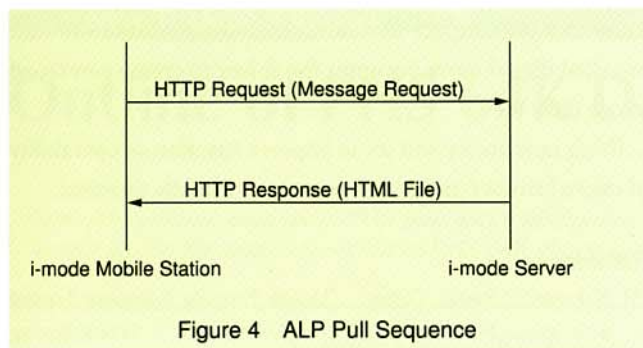 HTTP Request (Message Request)
HTTP Response (HTML File)
i-mode Mobile Station
i-mode Server
Figure 4 ALP Pull Sequence